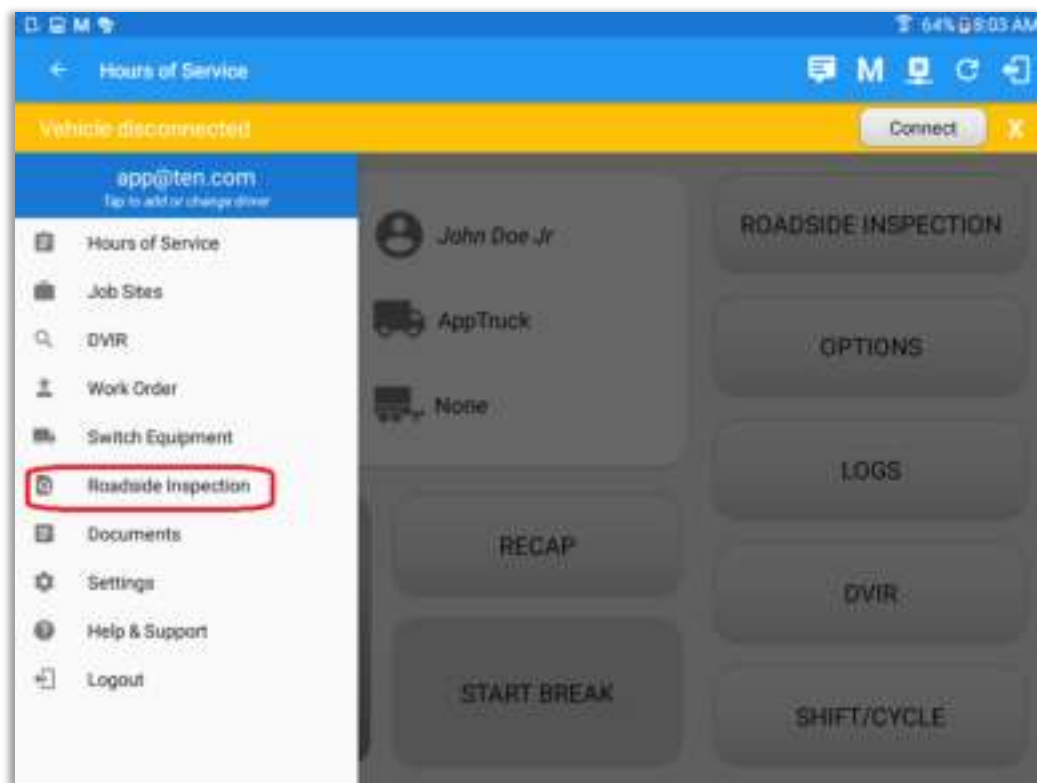 64% 8:03 AM
Hours of Service
M
Vehicle disconnected
Connect
X
app@ten.com
Tap to add or change driver
Hours of Service
Job Sites
DVIR
Work Order
Switch Equipment
Roadside Inspection
Documents
Settings
Help & Support
Logout
John Doe Jr
AppTruck
None
RECAP
START BREAK
ROADSIDE INSPECTION
OPTIONS
LOGS
DVIR
SHIFT/CYCLE